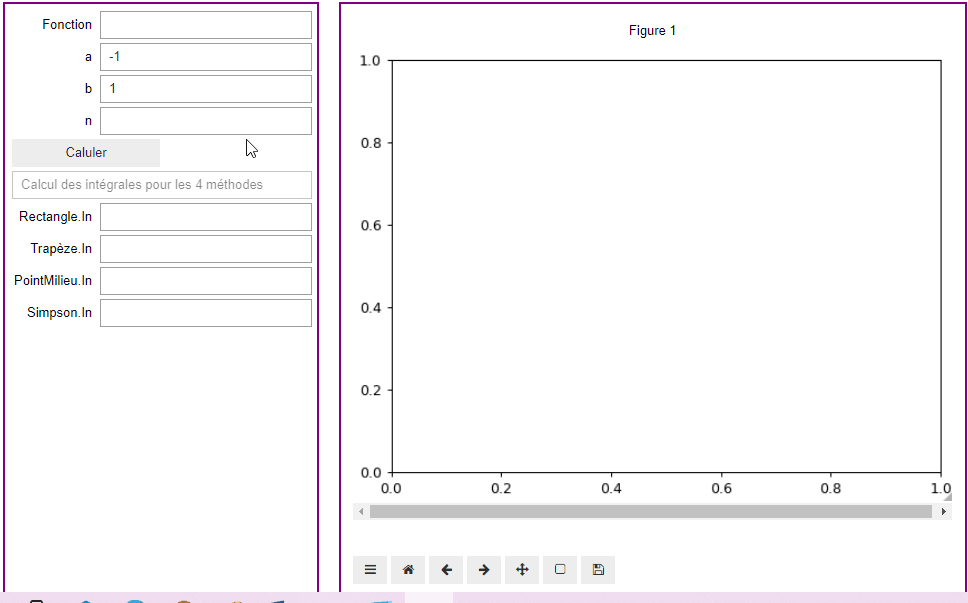 Fonction
a -1
b 1
n
Caluler
Calcul des intégrales pour les 4 méthodes
Rectangle.In
Trapèze.In
PointMilieu.In
Simpson.In
Figure 1
1.0
0.8
0.6
0.4
0.2
0.0
0.0 0.2 0.4 0.6 0.8 1.0